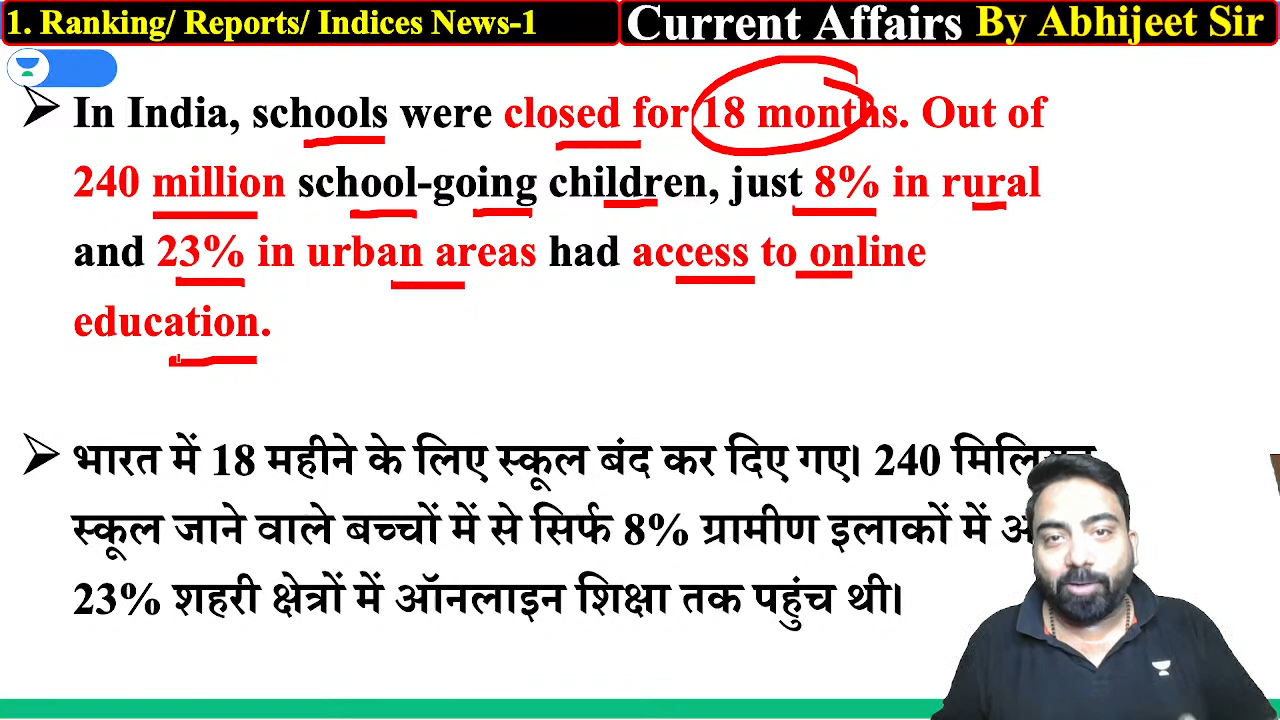 1. Ranking/ Reports/ Indices News-1
Current Affairs By Abhijeet Sir
In India, schools were closed for 18 months. Out of
240 million school-going children, just 8% in rural
and 23% in urban areas had access to online
education.
भारत में 18 महीने के लिए स्कूल बंद कर दिए गए। 240
स्कूल जाने वाले बच्चों में से सिर्फ 8% ग्रामीण इलाकों में
23% शहरी क्षेत्रों में ऑनलाइन शिक्षा तक पहुंच थी।